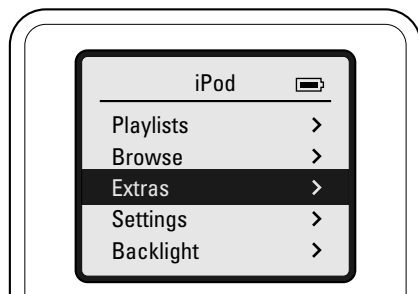 iPod
Playlists >
Browse >
Extras >
Settings >
Backlight >